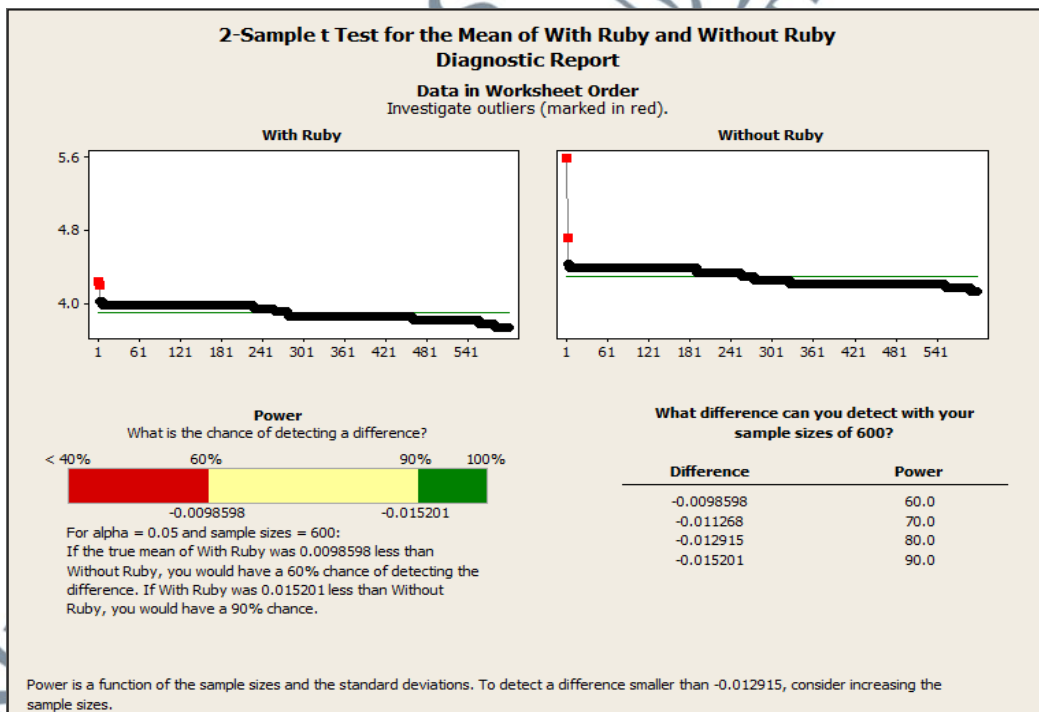 2-Sample t Test for the Mean of With Ruby and Without Ruby
Diagnostic Report
Data in Worksheet Order
Investigate outliers (marked in red).
With Ruby
Without Ruby
5.6
4.8
4.0
1 61 121 181 241 301 361 421 481 541
1 61 121 181 241 301 361 421 481 541
Power
What is the chance of detecting a difference?
< 40% 60% 90% 100%
-0.0098598 -0.015201
For alpha = 0.05 and sample sizes = 600:
If the true mean of With Ruby was 0.0098598 less than
Without Ruby, you would have a 60% chance of detecting the
difference. If With Ruby was 0.015201 less than Without
Ruby, you would have a 90% chance.
What difference can you detect with your
sample sizes of 600?
Difference Power
-0.0098598 60.0
-0.011268 70.0
-0.012915 80.0
-0.015201 90.0
Power is a function of the sample sizes and the standard deviations. To detect a difference smaller than -0.012915, consider increasing the
sample sizes.